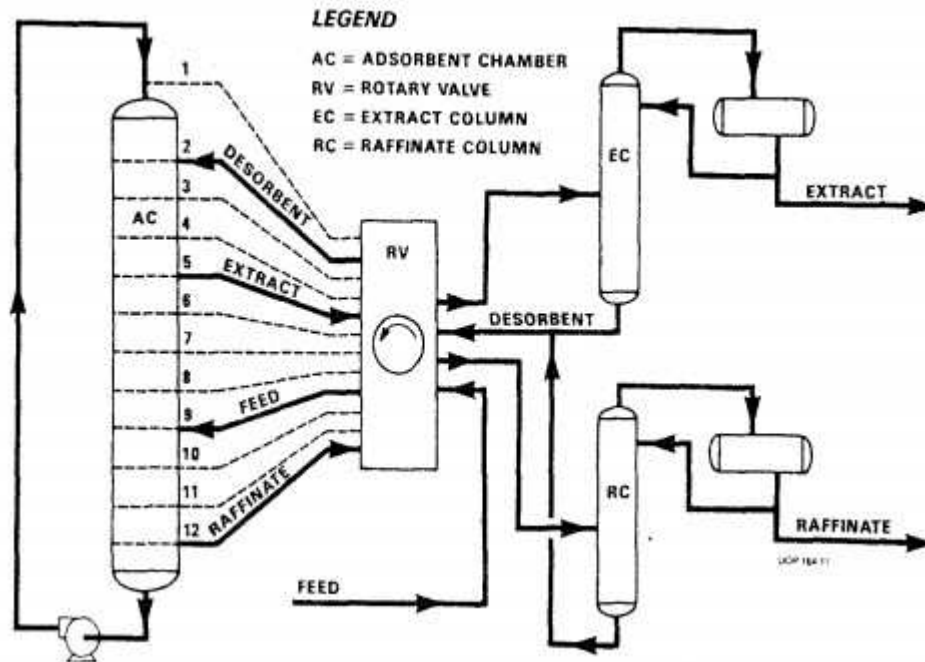 LEGEND
AC = ADSORBENT CHAMBER
RV = ROTARY VALVE
EC = EXTRACT COLUMN
RC = RAFFINATE COLUMN
1
2
DESORBENT
3
AC
4
5
EXTRACT
6
7
8
9
FEED
10
11
12
RAFFINATE
RV
FEED
EC
EXTRACT
DESORBENT
RC
RAFFINATE